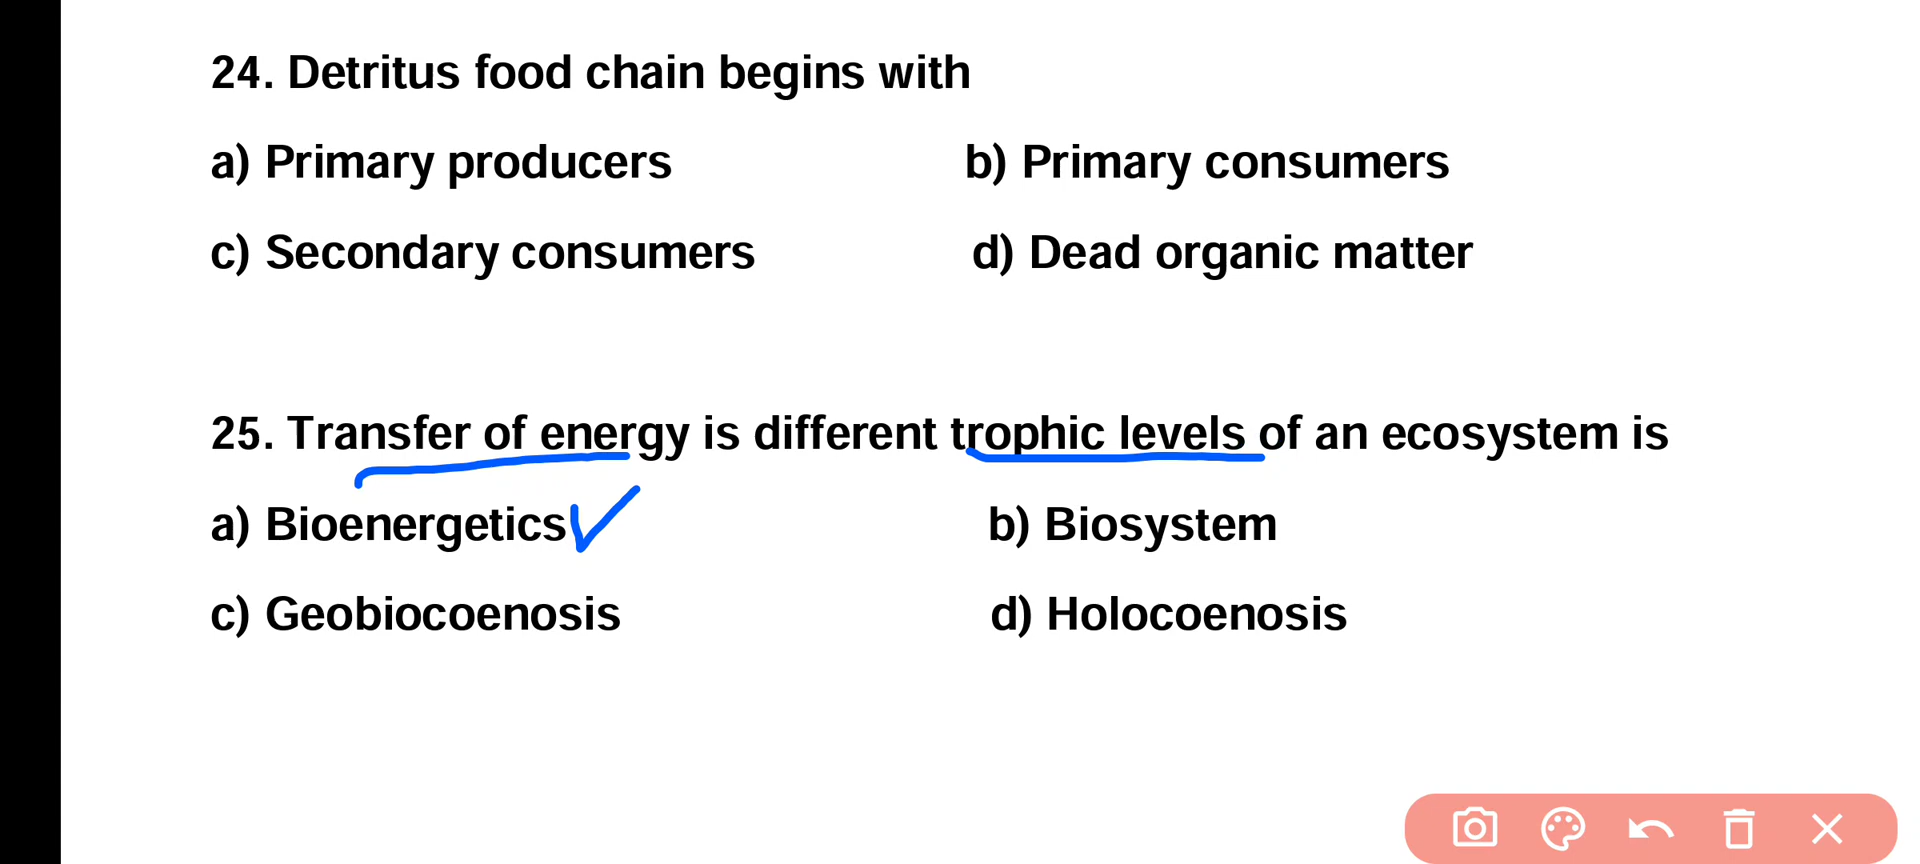 24. Detritus food chain begins with
a) Primary producers b) Primary consumers
c) Secondary consumers d) Dead organic matter
25. Transfer of energy is different trophic levels of an ecosystem is
a) Bioenergetics b) Biosystem
c) Geobiocoenosis d) Holocoenosis